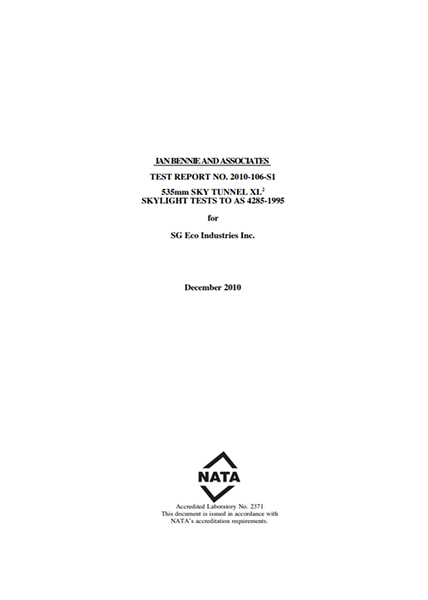 IAN BENNIE AND ASSOCIATES
TEST REPORT NO. 2010-106-S1
535mm SKY TUNNEL XL²
SKYLIGHT TESTS TO AS 4285-1995
for
SG Eco Industries Inc.
December 2010
NATA
Accredited Laboratory No. 2371
This document is issued in accordance with
NATA's accreditation requirements.